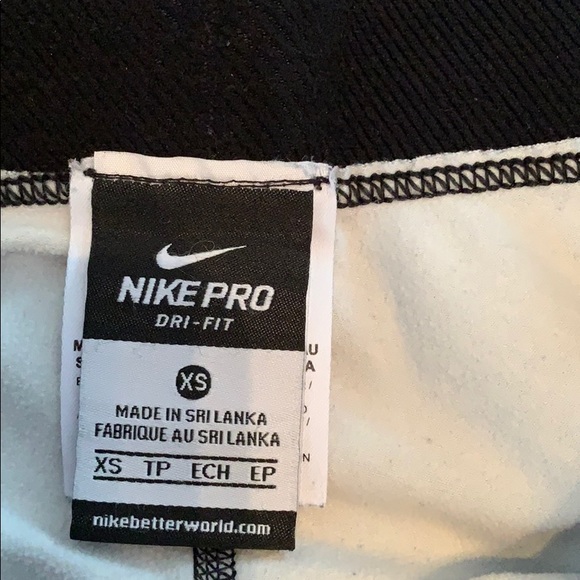 NIKE PRO
DRI-FIT
XS
MADE IN SRI LANKA
FABRIQUE AU SRI LANKA
XS TP ECH EP
nikebetterworld.com